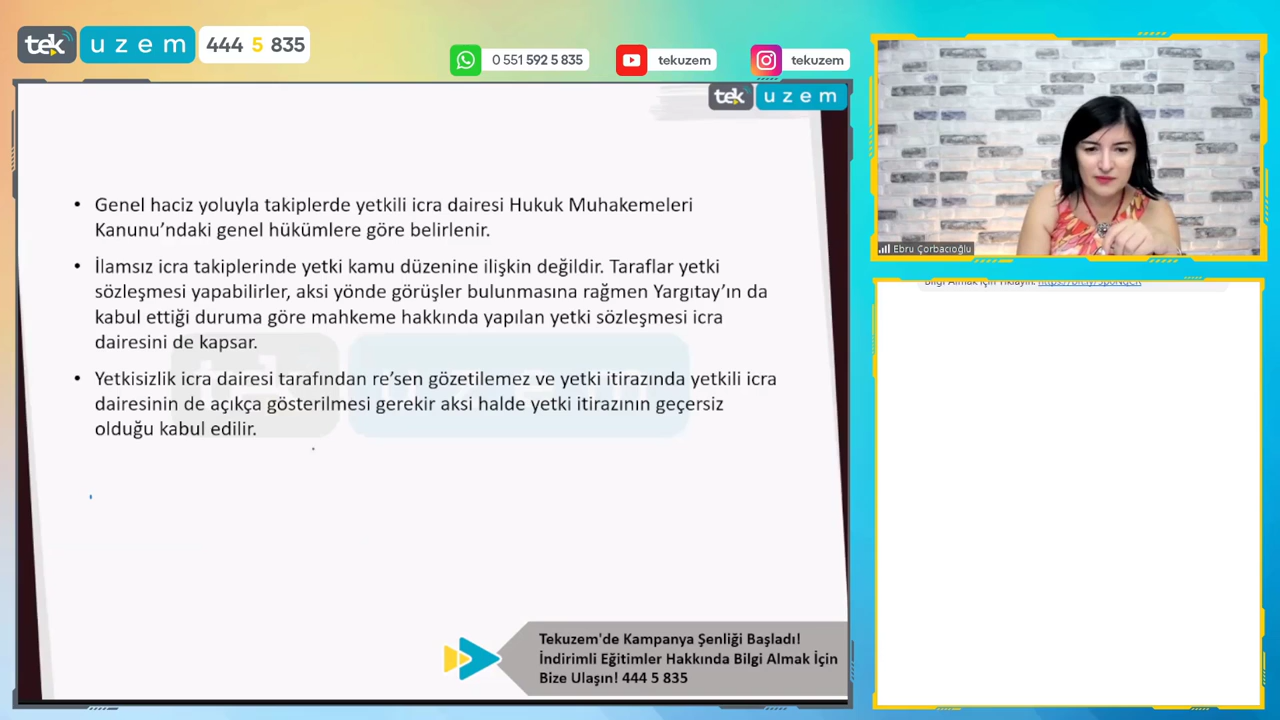 tek uzem 444 5 835
0 551 592 5 835
tekuzem
tekuzem
tek uzem
• Genel haciz yoluyla takiplerde yetkili icra dairesi Hukuk Muhakemeleri
Kanunu’ndaki genel hükümlere göre belirlenir.
• İlamsız icra takiplerinde yetki kamu düzenine ilişkin değildir. Taraflar yetki
sözleşmesi yapabilirler, aksi yönde görüşler bulunmasına rağmen Yargıtay’ın da
kabul ettiği duruma göre mahkeme hakkında yapılan yetki sözleşmesi icra
dairesini de kapsar.
• Yetkisizlik icra dairesi tarafından re’sen gözetilemez ve yetki itirazında yetkili icra
dairesinin de açıkça gösterilmesi gerekir aksi halde yetki itirazının geçersiz
olduğu kabul edilir.
Tekuzem'de Kampanya Şenliği Başladı!
İndirimli Eğitimler Hakkında Bilgi Almak İçin
Bize Ulaşın! 444 5 835
Ebru Çorbacıoğlu
Bilgi Almak İçin Tıklayın: